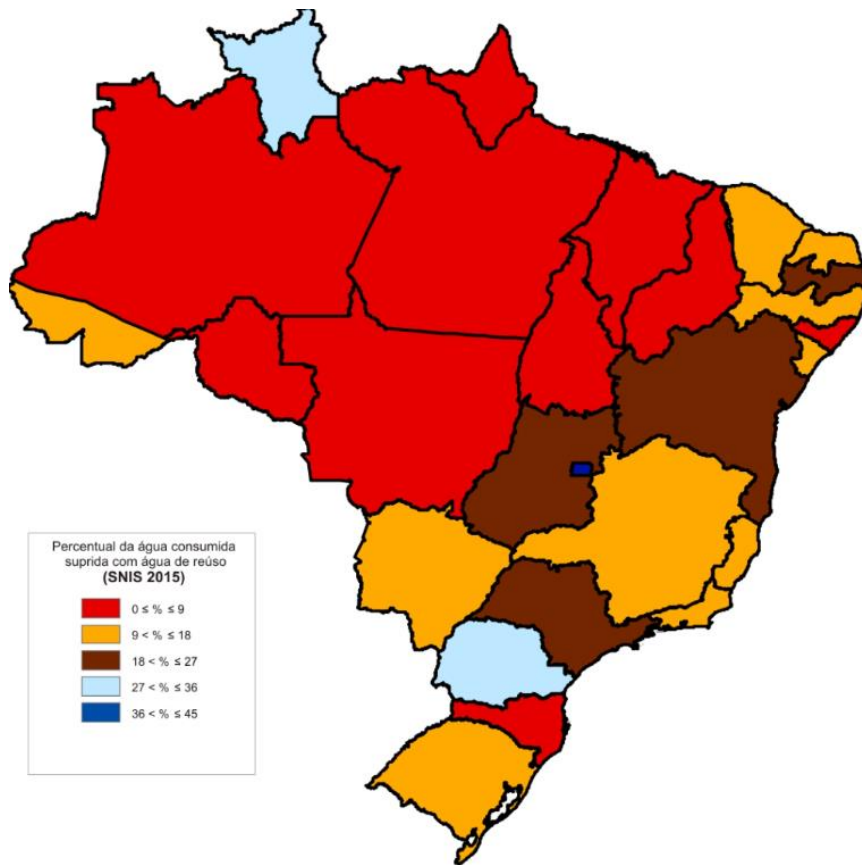 Percentual da água consumida
suprida com água de reúso
(SNIS 2015)
0 ≤ % ≤ 9
9 < % ≤ 18
18 < % ≤ 27
27 < % ≤ 36
36 < % ≤ 45